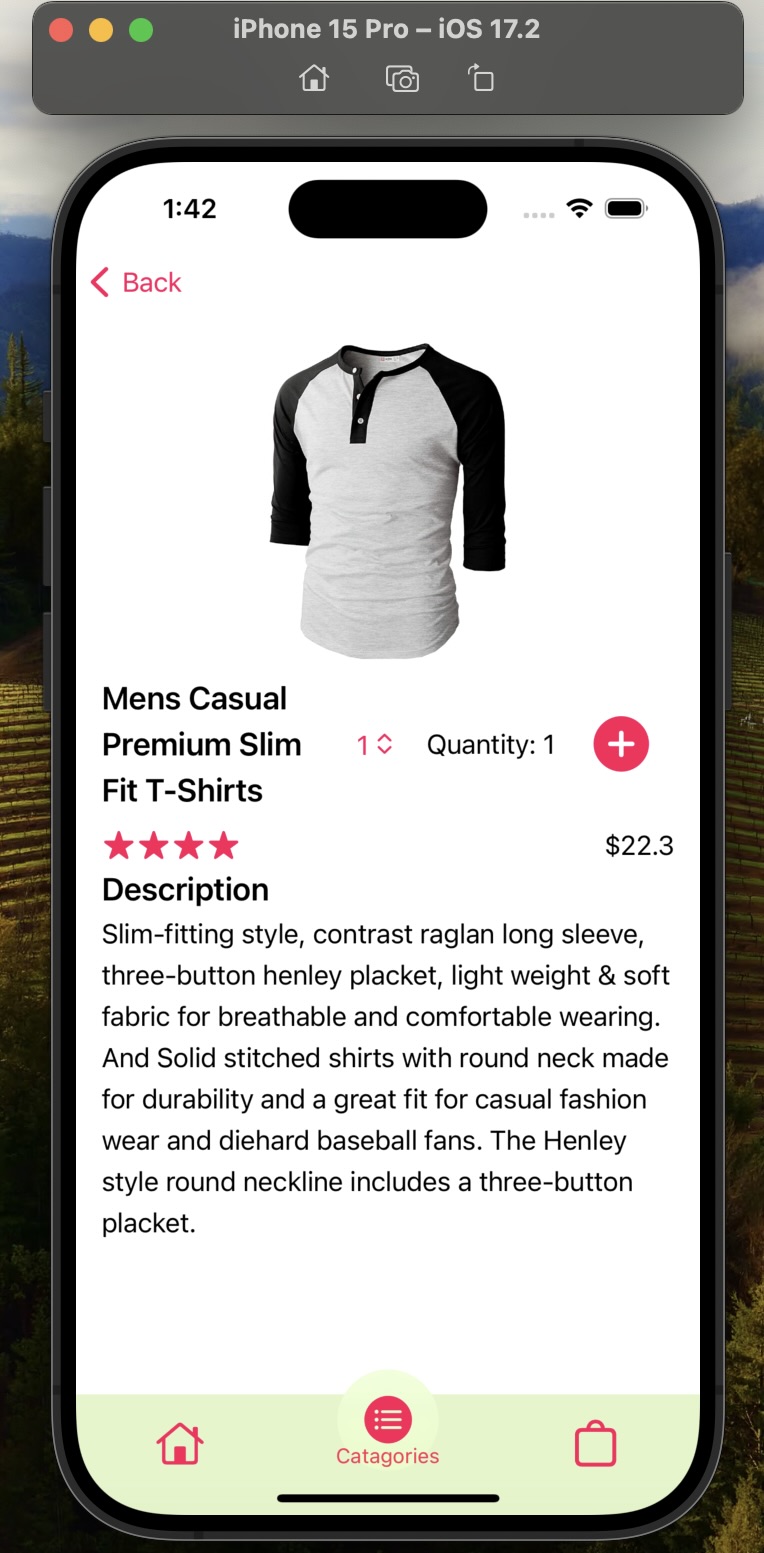 iPhone 15 Pro – iOS 17.2
1:42
Back
Mens Casual
Premium Slim
Fit T-Shirts
1
Quantity: 1
$22.3
Description
Slim-fitting style, contrast raglan long sleeve,
three-button henley placket, light weight & soft
fabric for breathable and comfortable wearing.
And Solid stitched shirts with round neck made
for durability and a great fit for casual fashion
wear and diehard baseball fans. The Henley
style round neckline includes a three-button
placket.
Catagories